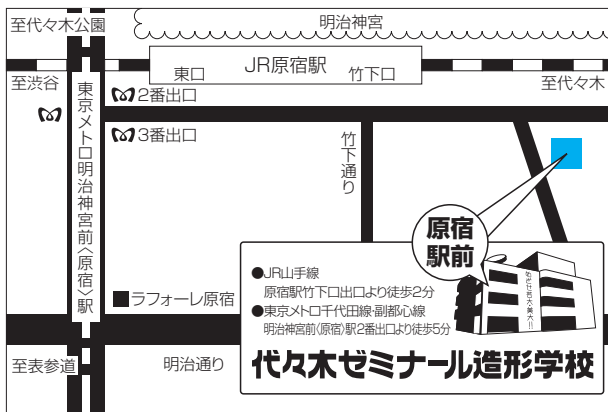 至代々木公園
明治神宮
JR原宿駅
東口
竹下口
至渋谷
至代々木
2番出口
3番出口
東京メトロ明治神宮前〈原宿〉駅
竹下通り
原宿
駅前
●JR山手線
原宿駅竹下口出口より徒歩2分
●東京メトロ千代田線・副都心線
明治神宮前〈原宿〉駅2番出口より徒歩5分
■ラフォーレ原宿
代々木ゼミナール造形学校
至表参道
明治通り